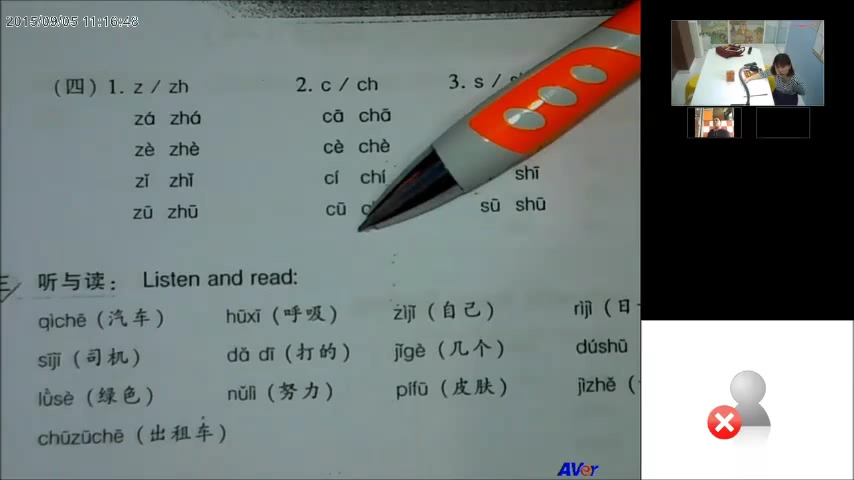 2015/09/05 11:16:48
(四) 1. z / zh 2. c / ch 3. s /
zá zhá cā chā
zè zhè cè chè
zǐ zhǐ cí chí shī
zū zhū cū sū shū
三 听与读： Listen and read:
qìchē (汽车) hūxī (呼吸) zìjǐ (自己) rìjì (日
sījī (司机) dǎ dī (打的) jǐgè (几个) dúshū
lǜsè (绿色) nǔlì (努力) pífū (皮肤) jìzhě (
chūzūchē (出租车)
AVer